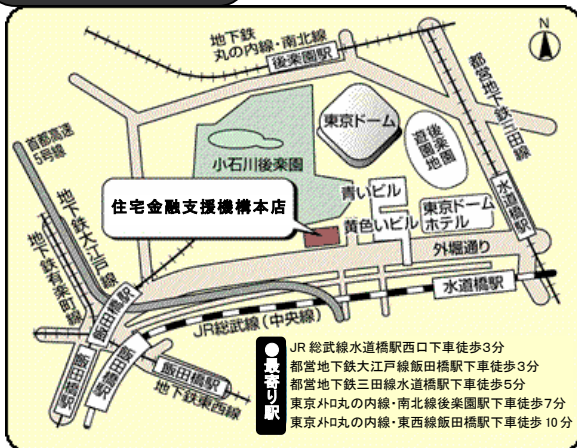 N
地下鉄
丸の内線・南北線
後楽園駅
都営地下鉄三田線
首都高速
5号線
東京ドーム
後楽園
遊園地
小石川後楽園
地下鉄大江戸線
地下鉄有楽町線
住宅金融支援機構本店
青いビル
黄色いビル
東京ドーム
ホテル
水道橋駅
外堀通り
水道橋駅
JR総武線(中央線)
飯田橋駅
飯田橋駅
飯田橋駅
飯田橋駅
地下鉄東西線
●最寄り駅
JR総武線水道橋駅西口下車徒歩3分
都営地下鉄大江戸線飯田橋駅下車徒歩3分
都営地下鉄三田線水道橋駅下車徒歩5分
東京メトロ丸の内線・南北線後楽園駅下車徒歩7分
東京メトロ丸の内線・東西線飯田橋駅下車徒歩10分